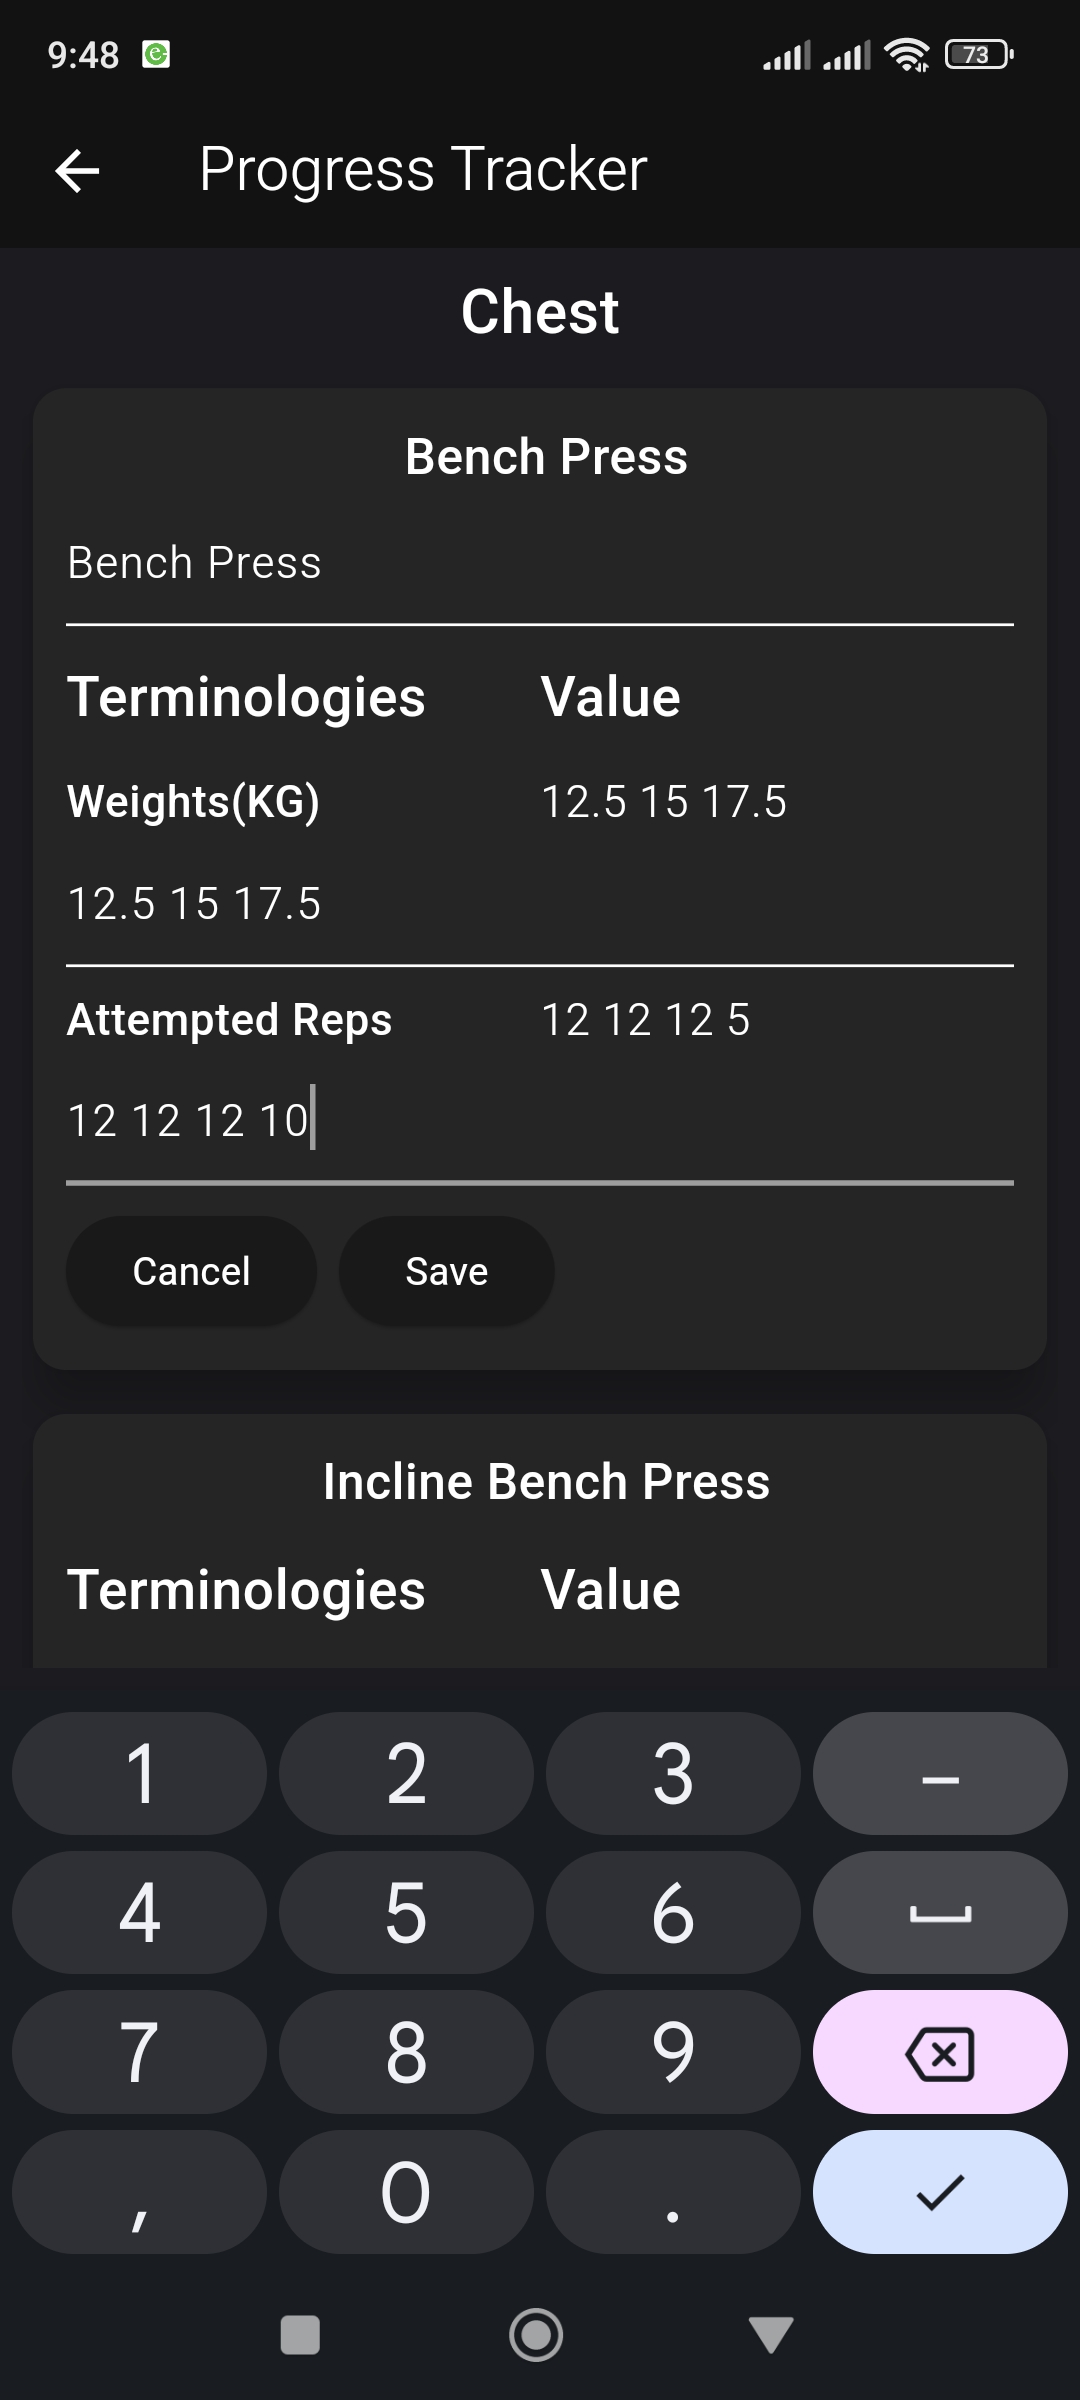 9:48 73
Progress Tracker
Chest
Bench Press
Bench Press
Terminologies Value
Weights(KG) 12.5 15 17.5
12.5 15 17.5
Attempted Reps 12 12 12 5
12 12 12 10
Cancel Save
Incline Bench Press
Terminologies Value
1 2 3 –
4 5 6
7 8 9
, 0 .